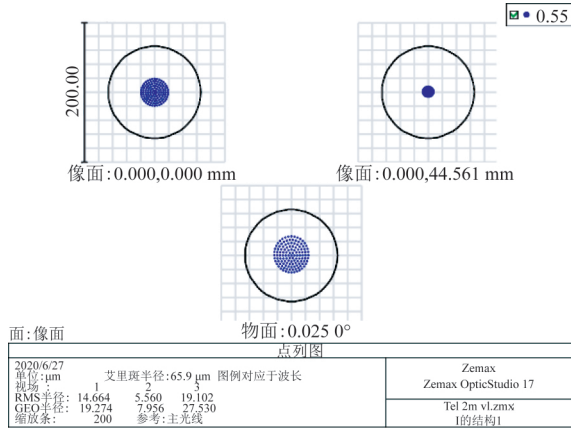 0.55
200.00
像面:0.000,0.000 mm
像面:0.000,44.561 mm
物面:0.025 0°
面:像面
点列图
2020/6/27
单位:μm 艾里斑半径:65.9 μm 图例对应于波长
视场 : 1 2 3
RMS半径: 14.664 5.560 19.102
GEO半径: 19.274 7.956 27.530
缩放条: 200 参考:主光线
Zemax
Zemax OpticStudio 17
Tel 2m vl.zmx
1的结构1